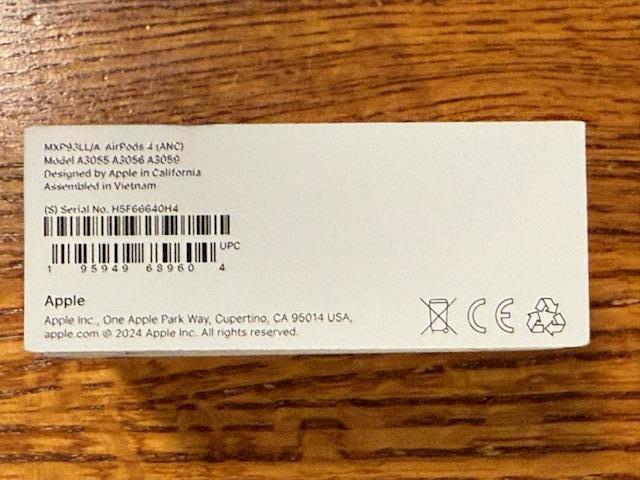 MXP93LL/A AirPods 4 (ANC)
Model A3055 A3056 A3059
Designed by Apple in California
Assembled in Vietnam
(S) Serial No. H5F66640H4
UPC
1 95949 68960 4
Apple
Apple Inc., One Apple Park Way, Cupertino, CA 95014 USA,
apple.com © 2024 Apple Inc. All rights reserved.
CE